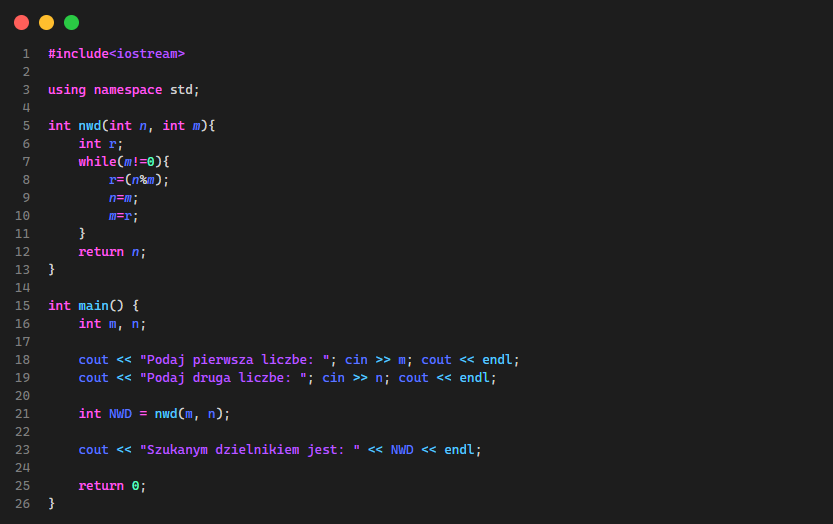 1 #include<iostream>
2
3 using namespace std;
4
5 int nwd(int n, int m){
6     int r;
7     while(m!=0){
8         r=(n%m);
9         n=m;
10         m=r;
11     }
12     return n;
13 }
14
15 int main() {
16     int m, n;
17
18     cout << "Podaj pierwsza liczbe: "; cin >> m; cout << endl;
19     cout << "Podaj druga liczbe: "; cin >> n; cout << endl;
20
21     int NWD = nwd(m, n);
22
23     cout << "Szukanym dzielnikiem jest: " << NWD << endl;
24
25     return 0;
26 }